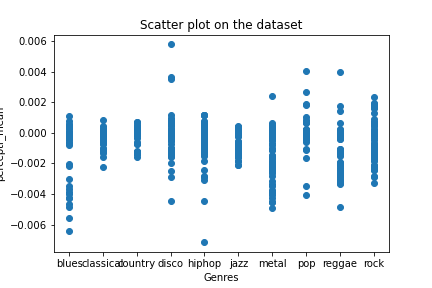 Scatter plot on the dataset
0.006
0.004
0.002
0.000
−0.002
−0.004
−0.006
blues classical country disco hiphop jazz metal pop reggae rock
Genres